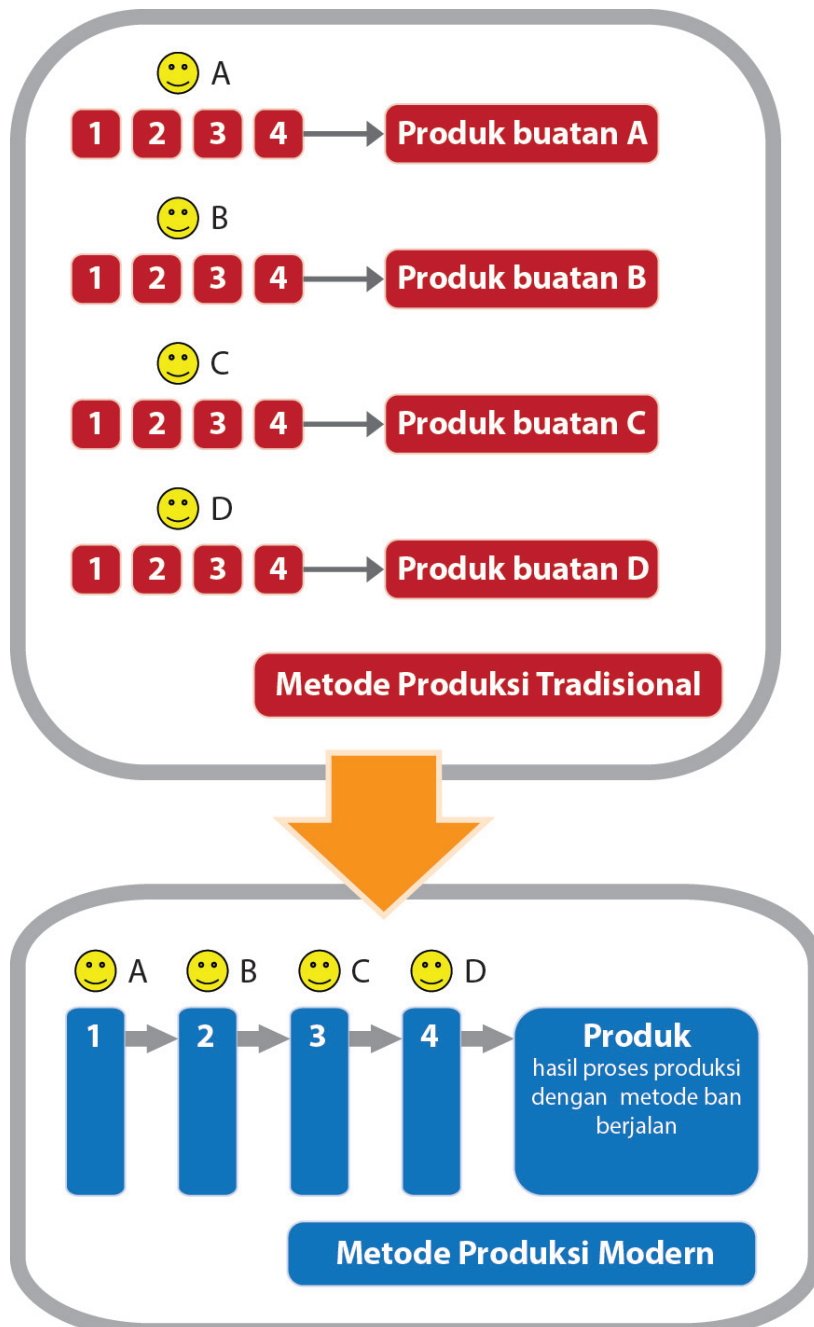 A
1 2 3 4 Produk buatan A
B
1 2 3 4 Produk buatan B
C
1 2 3 4 Produk buatan C
D
1 2 3 4 Produk buatan D
Metode Produksi Tradisional
A B C D
1 2 3 4 Produk
hasil proses produksi
dengan metode ban
berjalan
Metode Produksi Modern